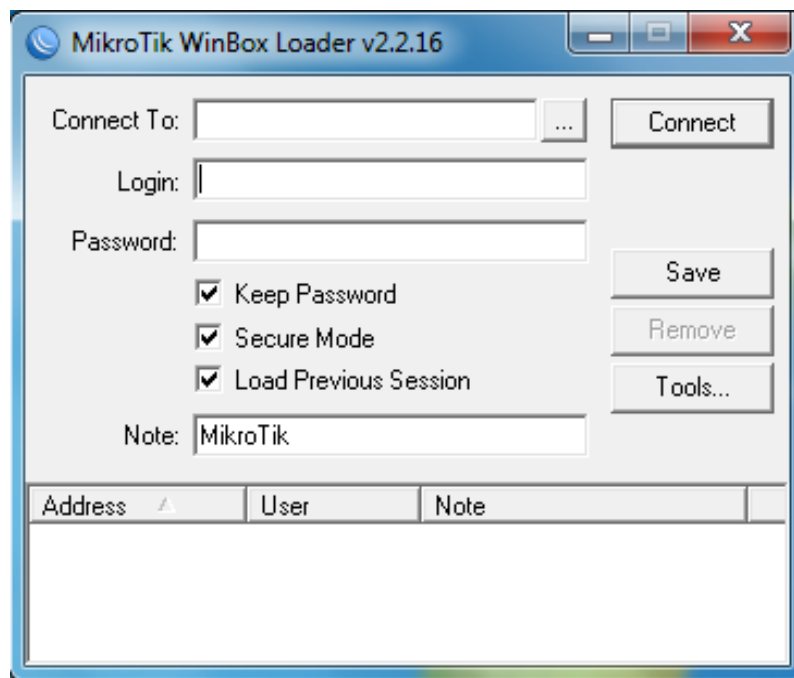 MikroTik WinBox Loader v2.2.16
Connect To: ... Connect
Login:
Password:
Save
Keep Password
Secure Mode Remove
Load Previous Session Tools...
Note: MikroTik
Address User Note